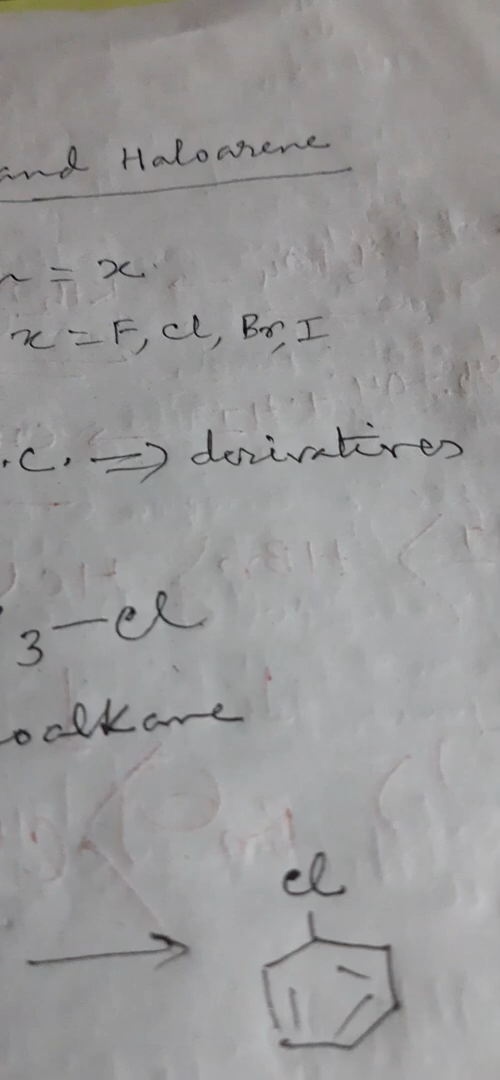 and Haloarene
= x.
x = F, Cl, Br, I
.C. ⇒ derivatives
3—Cl
oalkane
Cl